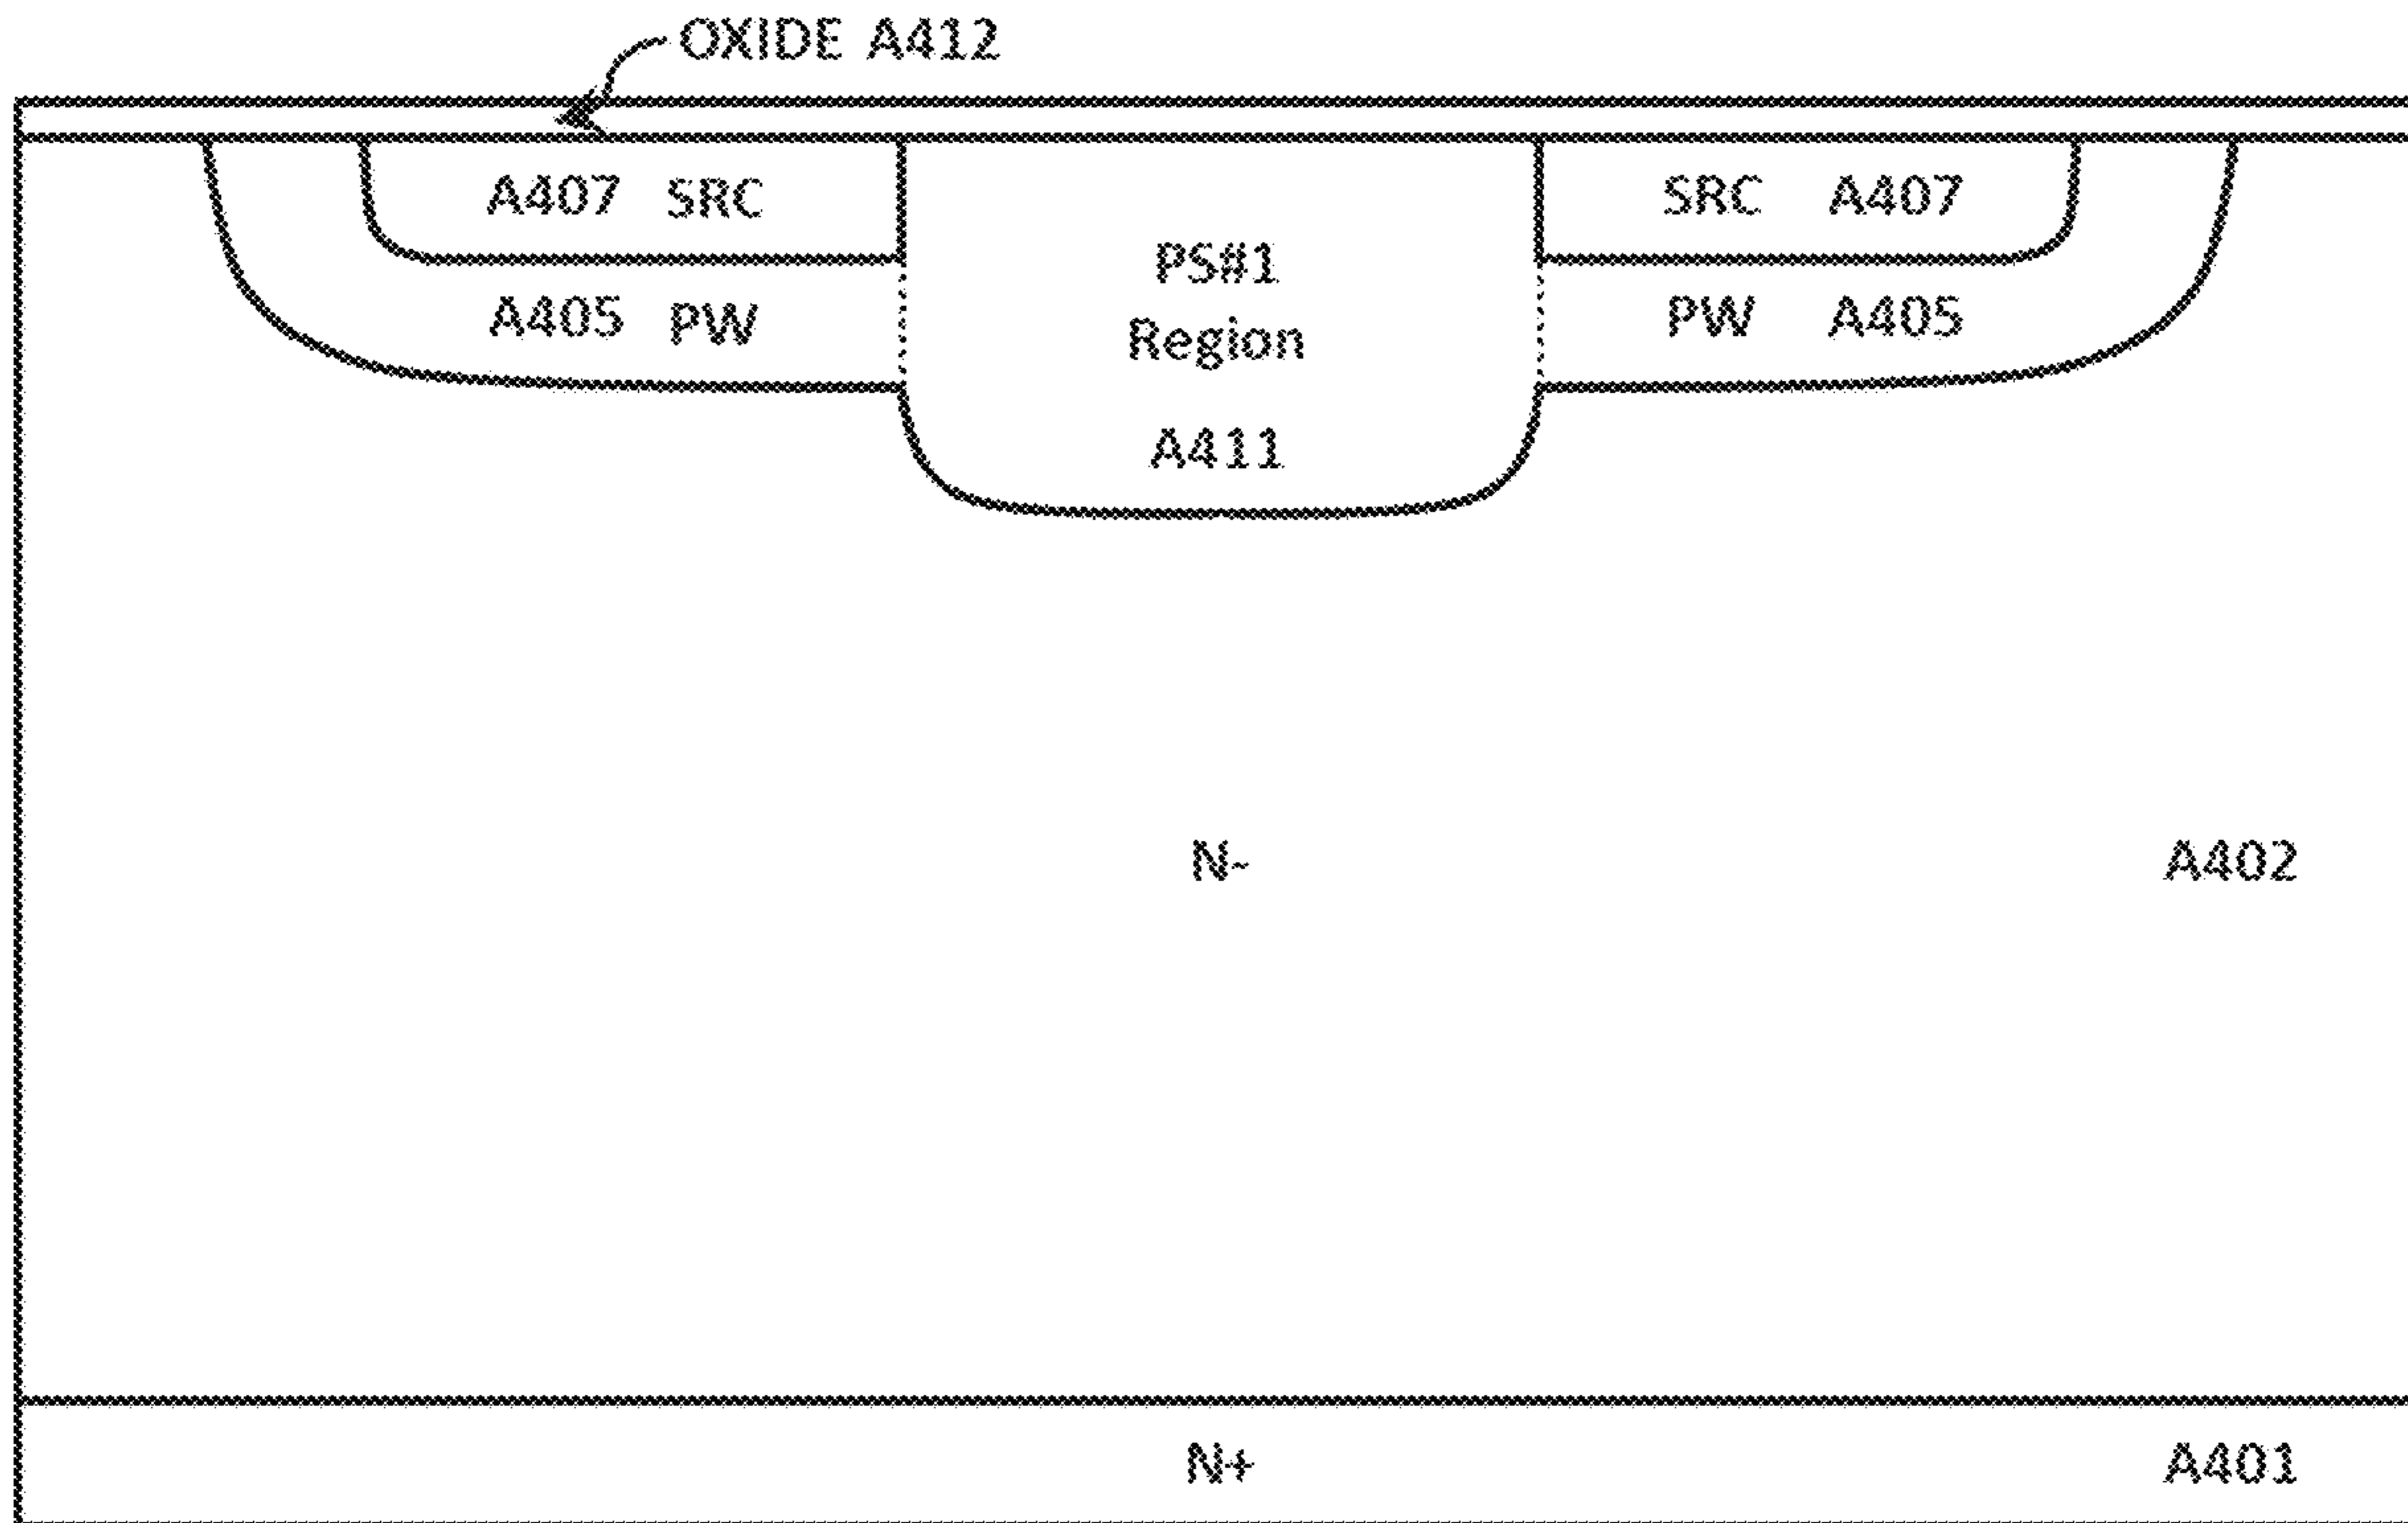 OXIDE A412
A407 SRC
SRC A407
PS#1
Region
A411
A405 PW
PW A405
N-
A402
N+
A401